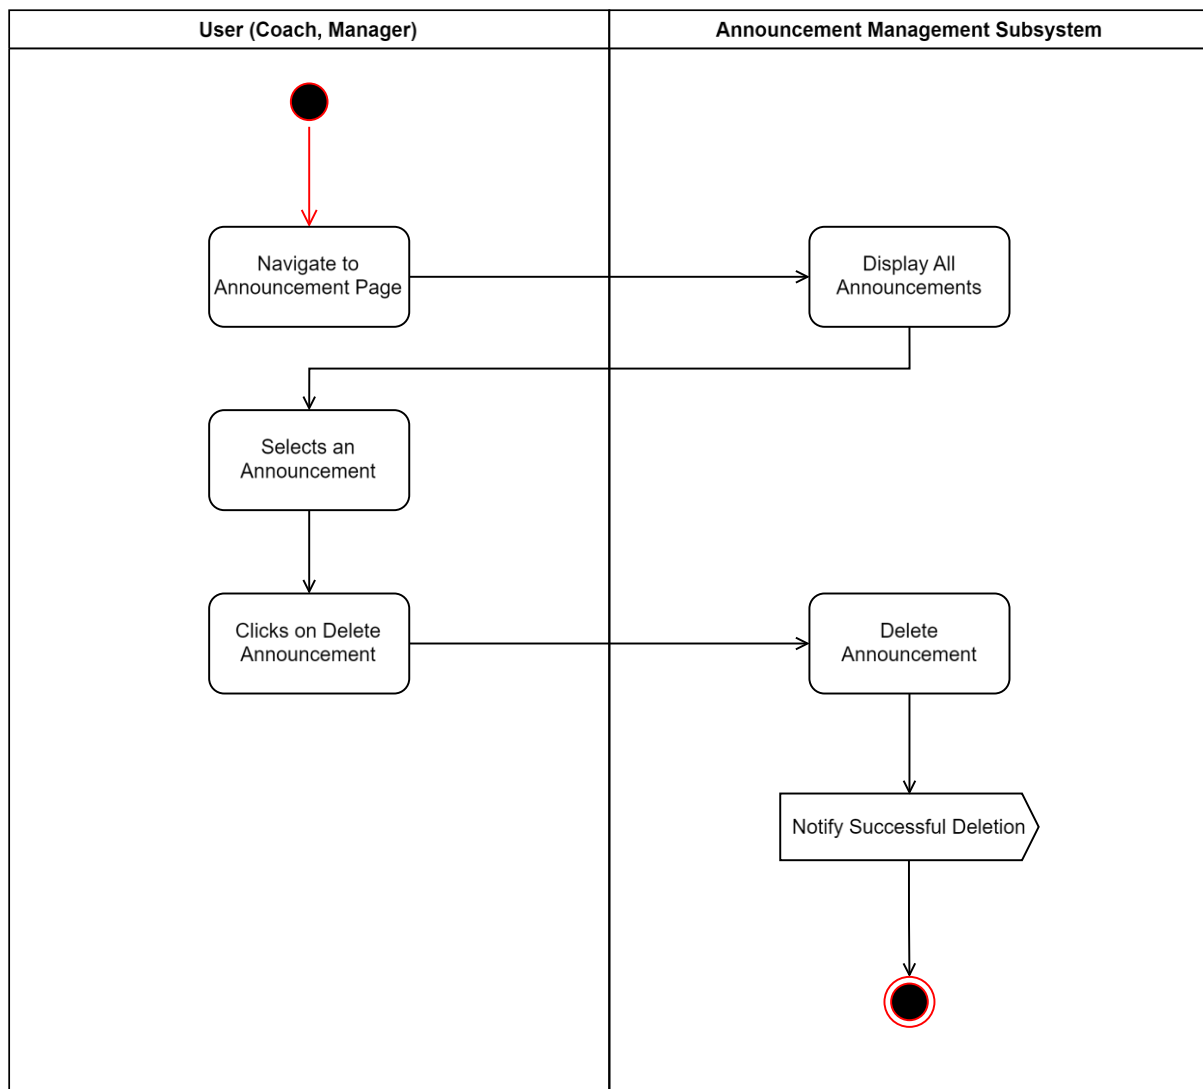 User (Coach, Manager)
Announcement Management Subsystem
Navigate to
Announcement Page
Display All
Announcements
Selects an
Announcement
Clicks on Delete
Announcement
Delete
Announcement
Notify Successful Deletion